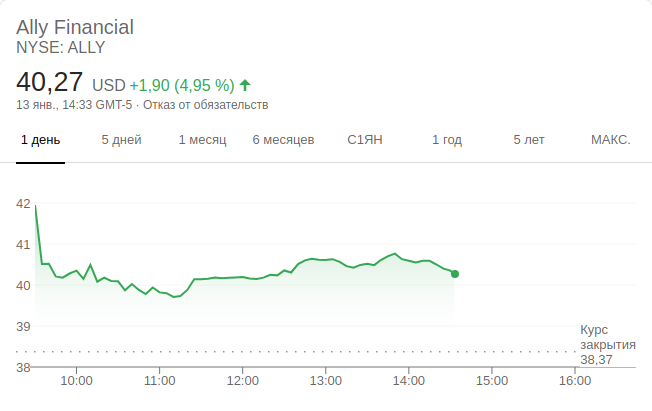 Ally Financial
NYSE: ALLY
40,27 USD +1,90 (4,95 %)
13 янв., 14:33 GMT-5 · Отказ от обязательств
1 день 5 дней 1 месяц 6 месяцев С1ЯН 1 год 5 лет МАКС.
42
41
40
39
Курс
закрытия
38,37
38
10:00 11:00 12:00 13:00 14:00 15:00 16:00